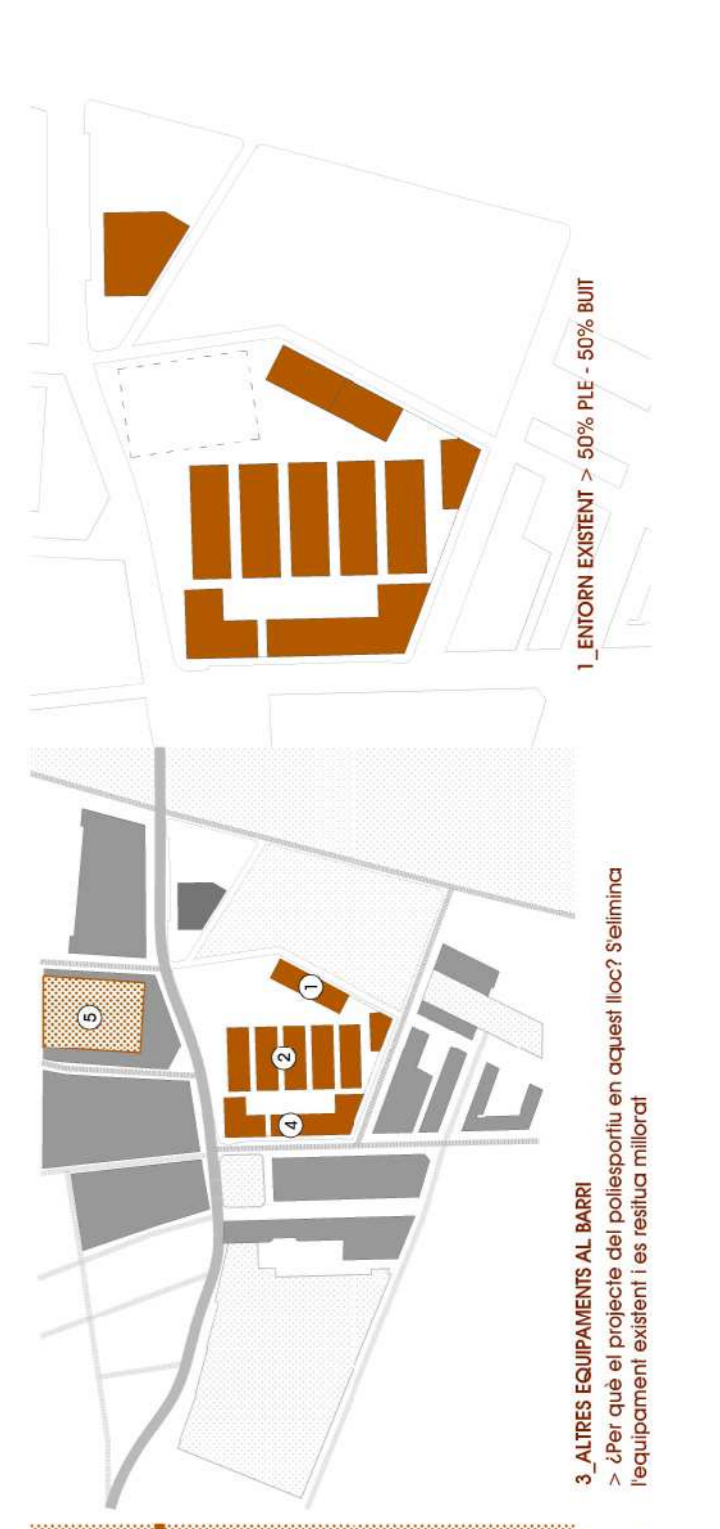 1_ENTORN EXISTENT > 50% PLE - 50% BUIT
5
1
2
4
3_ALTRES EQUIPAMENTS AL BARRI
> ¿Per què el projecte del poliesportiu en aquest lloc? S'elimina
l'equipament existent i es resitua millorat